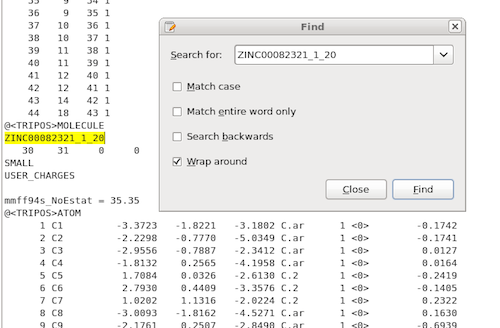 35 9 34 1
36 9 35 1
37 10 36 1
38 10 37 1
39 11 38 1
40 11 39 1
41 12 40 1
42 12 41 1
43 14 42 1
44 18 43 1
@<TRIPOS>MOLECULE
ZINC00082321_1_20
30 31 0 0
SMALL
USER_CHARGES
mmff94s_NoEstat = 35.35
@<TRIPOS>ATOM
1 C1 -3.3723 -1.8221 -3.1802 C.ar 1 <0> -0.1742
2 C2 -2.2298 -0.7770 -5.0349 C.ar 1 <0> -0.1741
3 C3 -2.9556 -0.7887 -2.3412 C.ar 1 <0> 0.0127
4 C4 -1.8132 0.2565 -4.1958 C.ar 1 <0> 0.0164
5 C5 1.7084 0.0326 -2.6130 C.2 1 <0> -0.2419
6 C6 2.7930 0.4409 -3.3576 C.2 1 <0> -0.1405
7 C7 1.0202 1.1316 -2.0224 C.2 1 <0> 0.2322
8 C8 -3.0093 -1.8162 -4.5271 C.ar 1 <0> 0.1630
9 C9 -2.1761 0.2507 -2.8490 C.ar 1 <0> -0.6939
Find
Search for: ZINC00082321_1_20
Match case
Match entire word only
Search backwards
Wrap around
Close Find